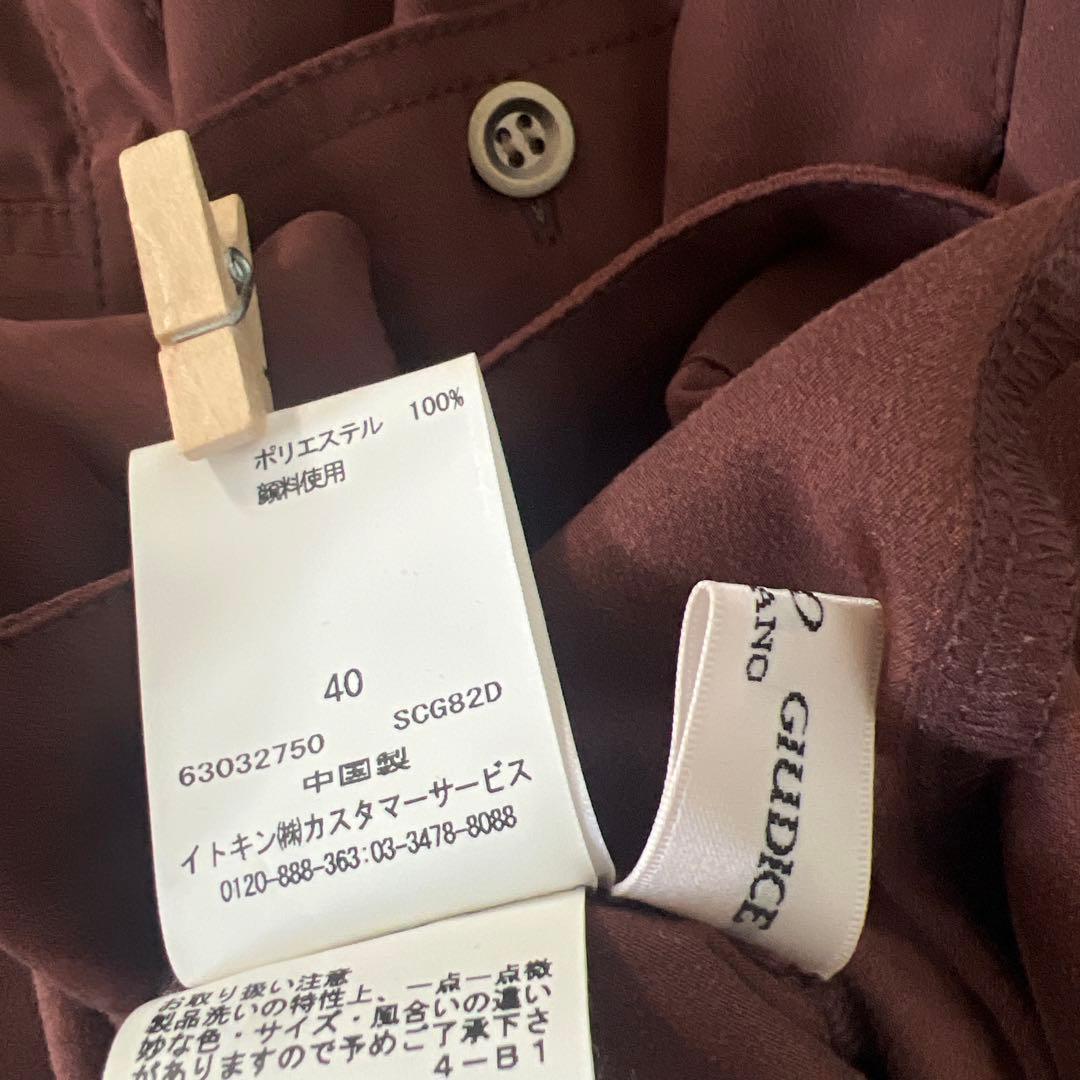 ポリエステル 100%
顔料使用
40
63032750 SCG82D
中国製
イトキン㈱カスタマーサービス
0120-888-363:03-3478-8088
お取り扱い注意
製品洗いの特性上、一点一点微
妙な色・サイズ・風合いの違い
がありますので予めご了承下さ
4-B1
GIUDICE